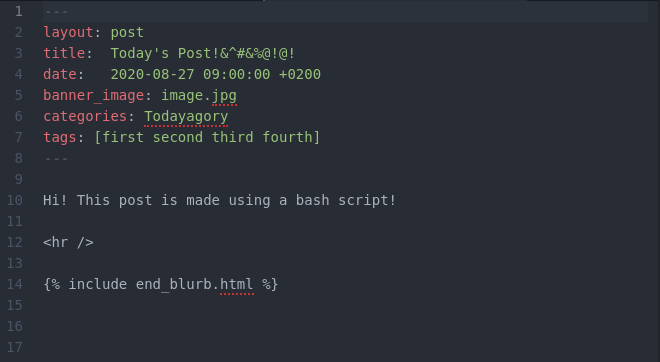 1 ---
2 layout: post
3 title:  Today's Post!&^#&%@!@!
4 date:   2020-08-27 09:00:00 +0200
5 banner_image: image.jpg
6 categories: Todayagory
7 tags: [first second third fourth]
8 ---
9
10 Hi! This post is made using a bash script!
11
12 <hr />
13
14 {% include end_blurb.html %}
15
16
17